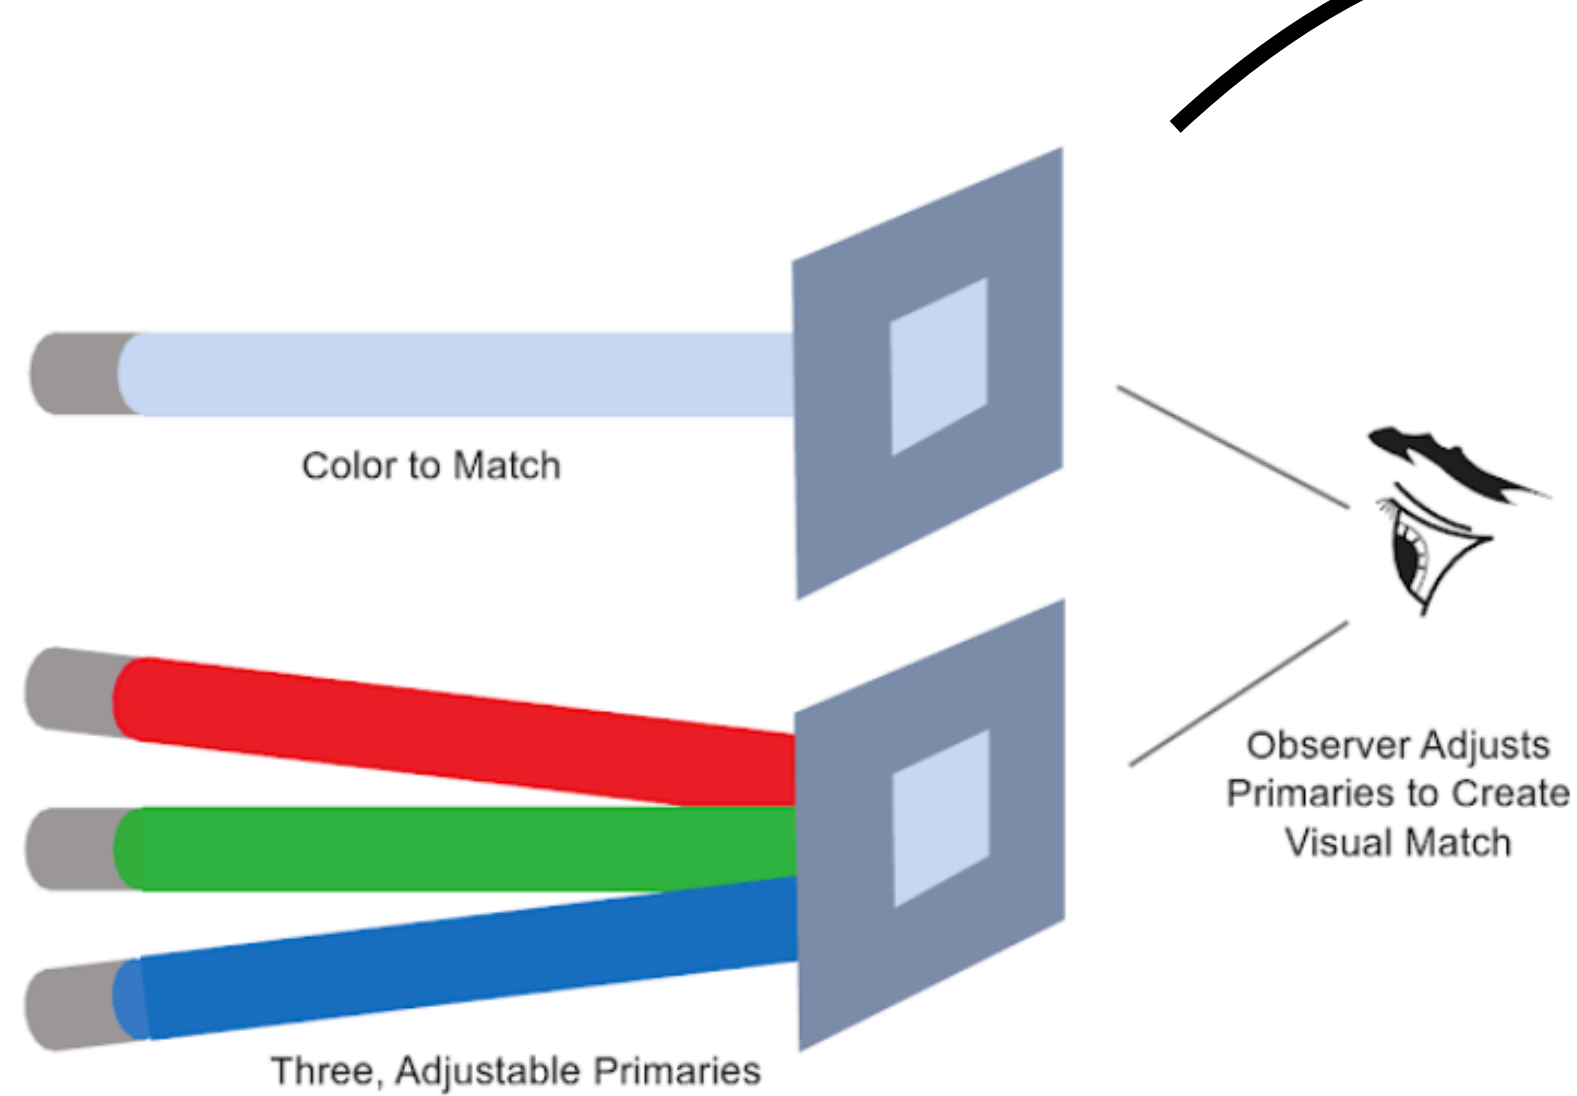 Color to Match
Observer Adjusts
Primaries to Create
Visual Match
Three, Adjustable Primaries